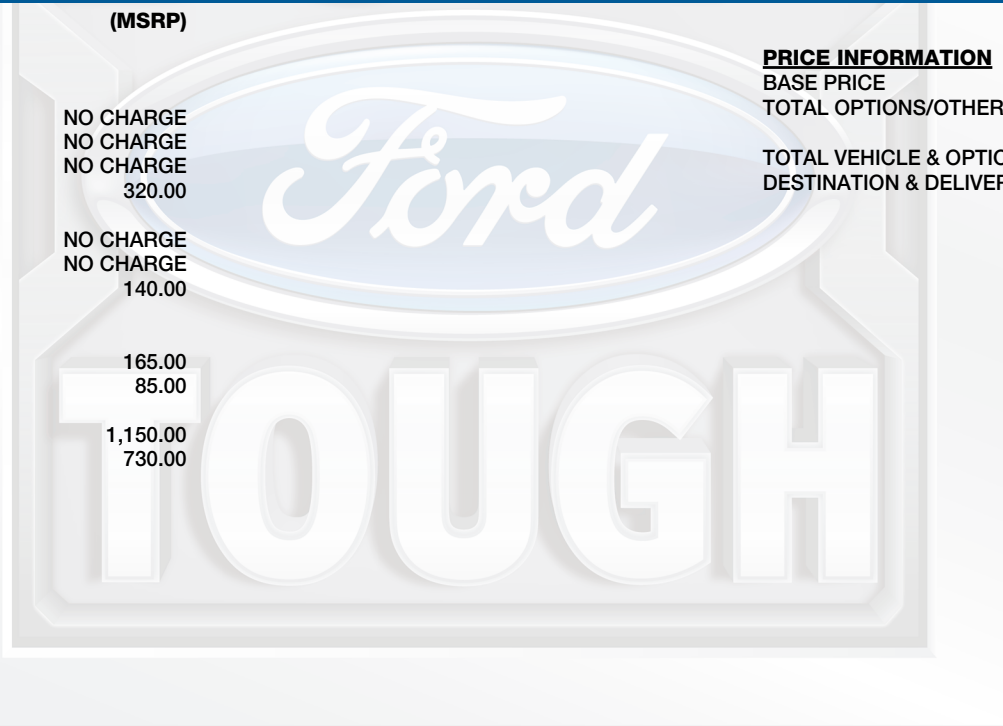 (MSRP)
NO CHARGE
NO CHARGE
NO CHARGE
320.00
NO CHARGE
NO CHARGE
140.00
165.00
85.00
1,150.00
730.00
PRICE INFORMATION
BASE PRICE
TOTAL OPTIONS/OTHER
TOTAL VEHICLE & OPTIO
DESTINATION & DELIVER
Ford
TOUGH